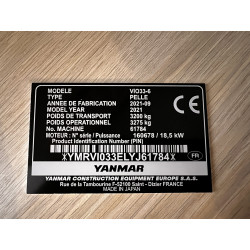 MODELE VIO33-6
TYPE PELLE
ANNEE DE FABRICATION 2021-09
MODEL YEAR 2021
POIDS DE TRANSPORT 3200 kg
POIDS OPERATIONNEL 3275 kg
No. MACHINE 61784
MOTEUR : N° série / Puissance 160678 / 18,5 kW
Product Identification Number (PIN)
*YMRVI033ELYJ61784*
FR
YANMAR
YANMAR CONSTRUCTION EQUIPMENT EUROPE S.A.S.
Rue de la Tambourine F-52100 Saint - Dizier FRANCE
MADE IN JAPAN
CE